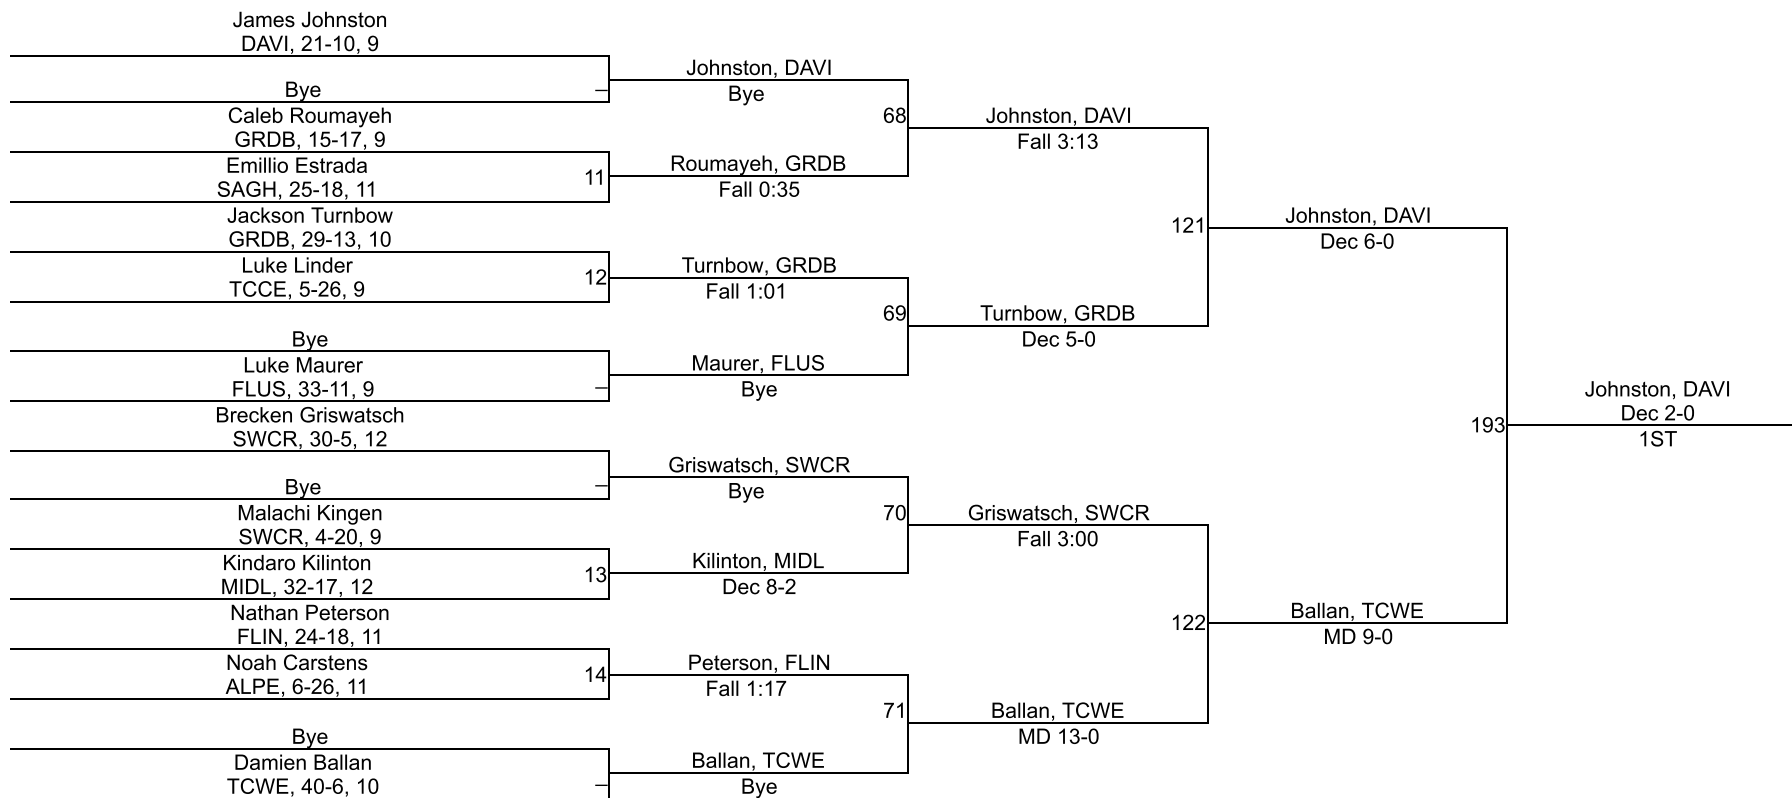 James Johnston
DAVI, 21-10, 9
Bye
–
Caleb Roumayeh
GRDB, 15-17, 9
Emillio Estrada
SAGH, 25-18, 11
11
Jackson Turnbow
GRDB, 29-13, 10
Luke Linder
TCCE, 5-26, 9
12
Bye
Luke Maurer
FLUS, 33-11, 9
–
Brecken Griswatsch
SWCR, 30-5, 12
Bye
–
Malachi Kingen
SWCR, 4-20, 9
Kindaro Kilinton
MIDL, 32-17, 12
13
Nathan Peterson
FLIN, 24-18, 11
Noah Carstens
ALPE, 6-26, 11
14
Bye
Damien Ballan
TCWE, 40-6, 10
–
Johnston, DAVI
Bye
68
Roumayeh, GRDB
Fall 0:35
Turnbow, GRDB
Fall 1:01
69
Maurer, FLUS
Bye
Griswatsch, SWCR
Bye
70
Kilinton, MIDL
Dec 8-2
Peterson, FLIN
Fall 1:17
71
Ballan, TCWE
Bye
Johnston, DAVI
Fall 3:13
121
Turnbow, GRDB
Dec 5-0
Griswatsch, SWCR
Fall 3:00
122
Ballan, TCWE
MD 13-0
Johnston, DAVI
Dec 6-0
193
Ballan, TCWE
MD 9-0
Johnston, DAVI
Dec 2-0
1ST